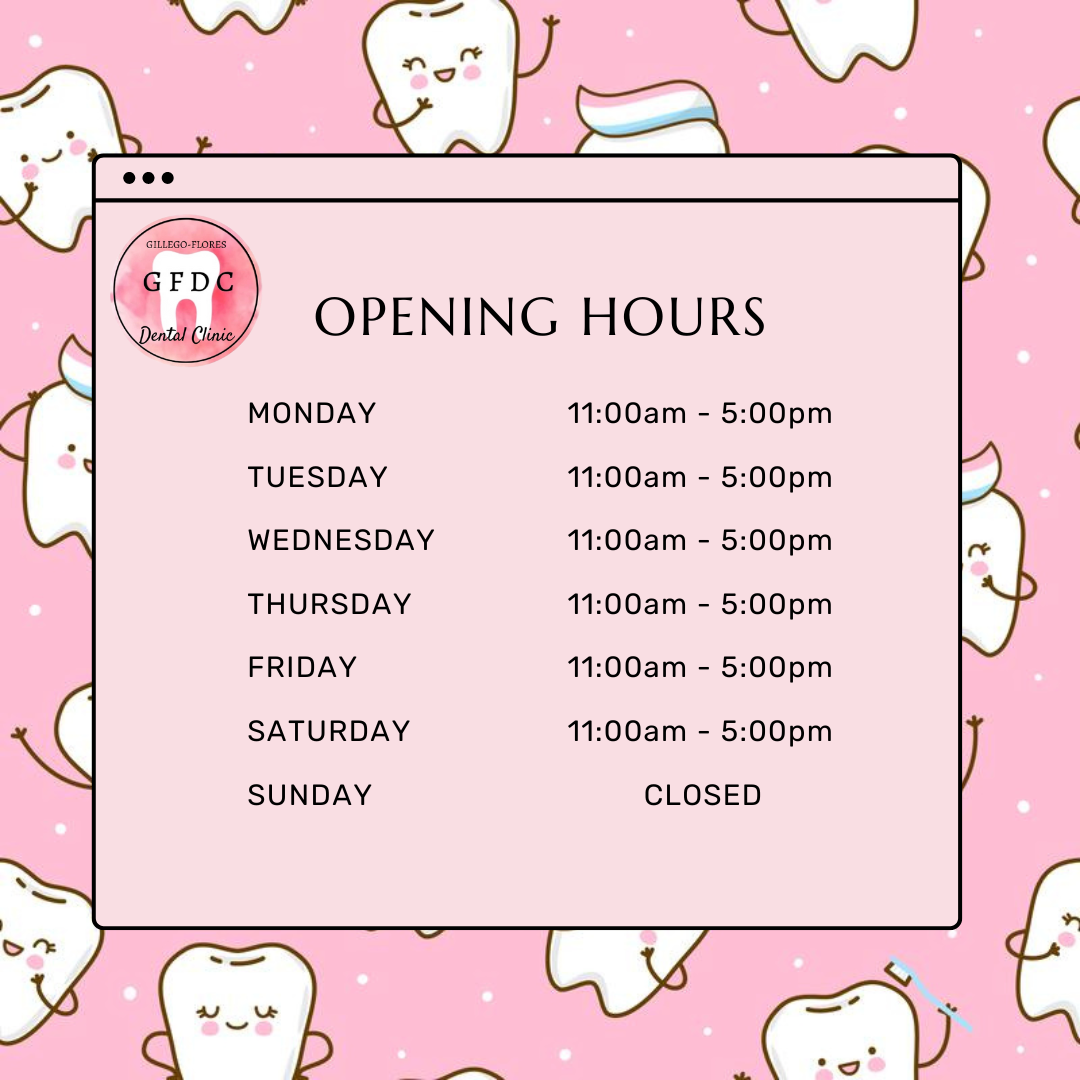 GILLEGO-FLORES
GFDC
Dental Clinic
OPENING HOURS
MONDAY 11:00am - 5:00pm
TUESDAY 11:00am - 5:00pm
WEDNESDAY 11:00am - 5:00pm
THURSDAY 11:00am - 5:00pm
FRIDAY 11:00am - 5:00pm
SATURDAY 11:00am - 5:00pm
SUNDAY CLOSED